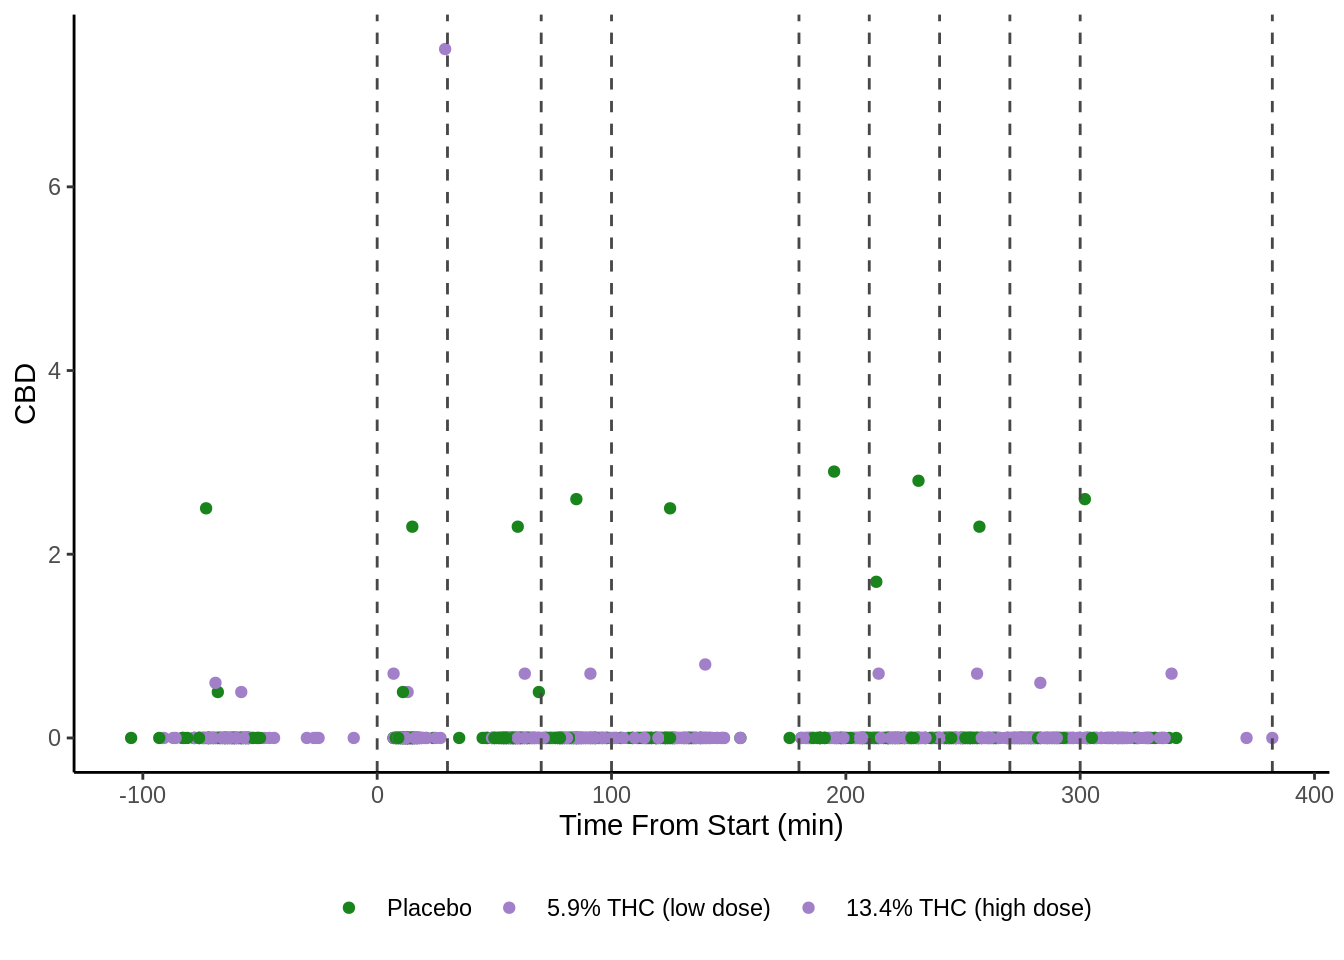 CBD
6
4
2
0
-100 0 100 200 300 400
Time From Start (min)
Placebo 5.9% THC (low dose) 13.4% THC (high dose)